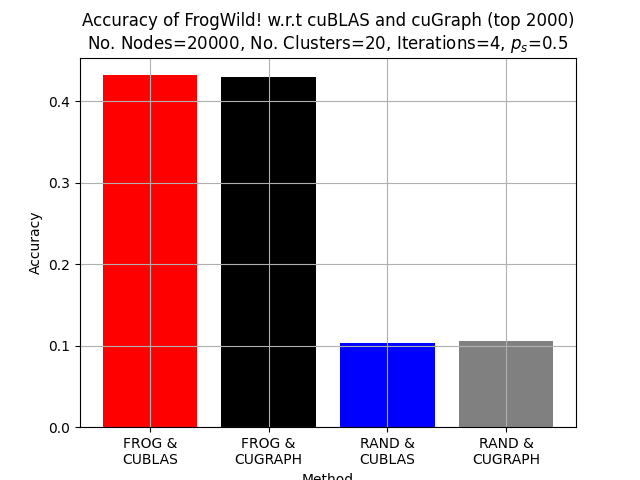 Accuracy of FrogWild! w.r.t cuBLAS and cuGraph (top 2000)
No. Nodes=20000, No. Clusters=20, Iterations=4, pₛ=0.5
0.4
0.3
0.2
0.1
0.0
Accuracy
FROG &
CUBLAS
FROG &
CUGRAPH
RAND &
CUBLAS
RAND &
CUGRAPH
Method